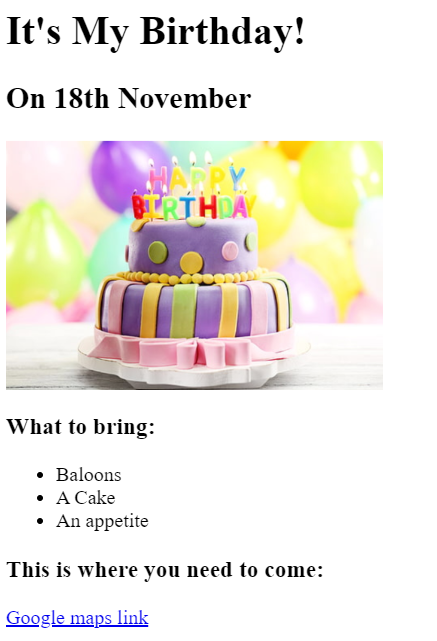 It's My Birthday!
On 18th November
HAPPY
BIRTHDAY
What to bring:
Baloons
A Cake
An appetite
This is where you need to come:
Google maps link